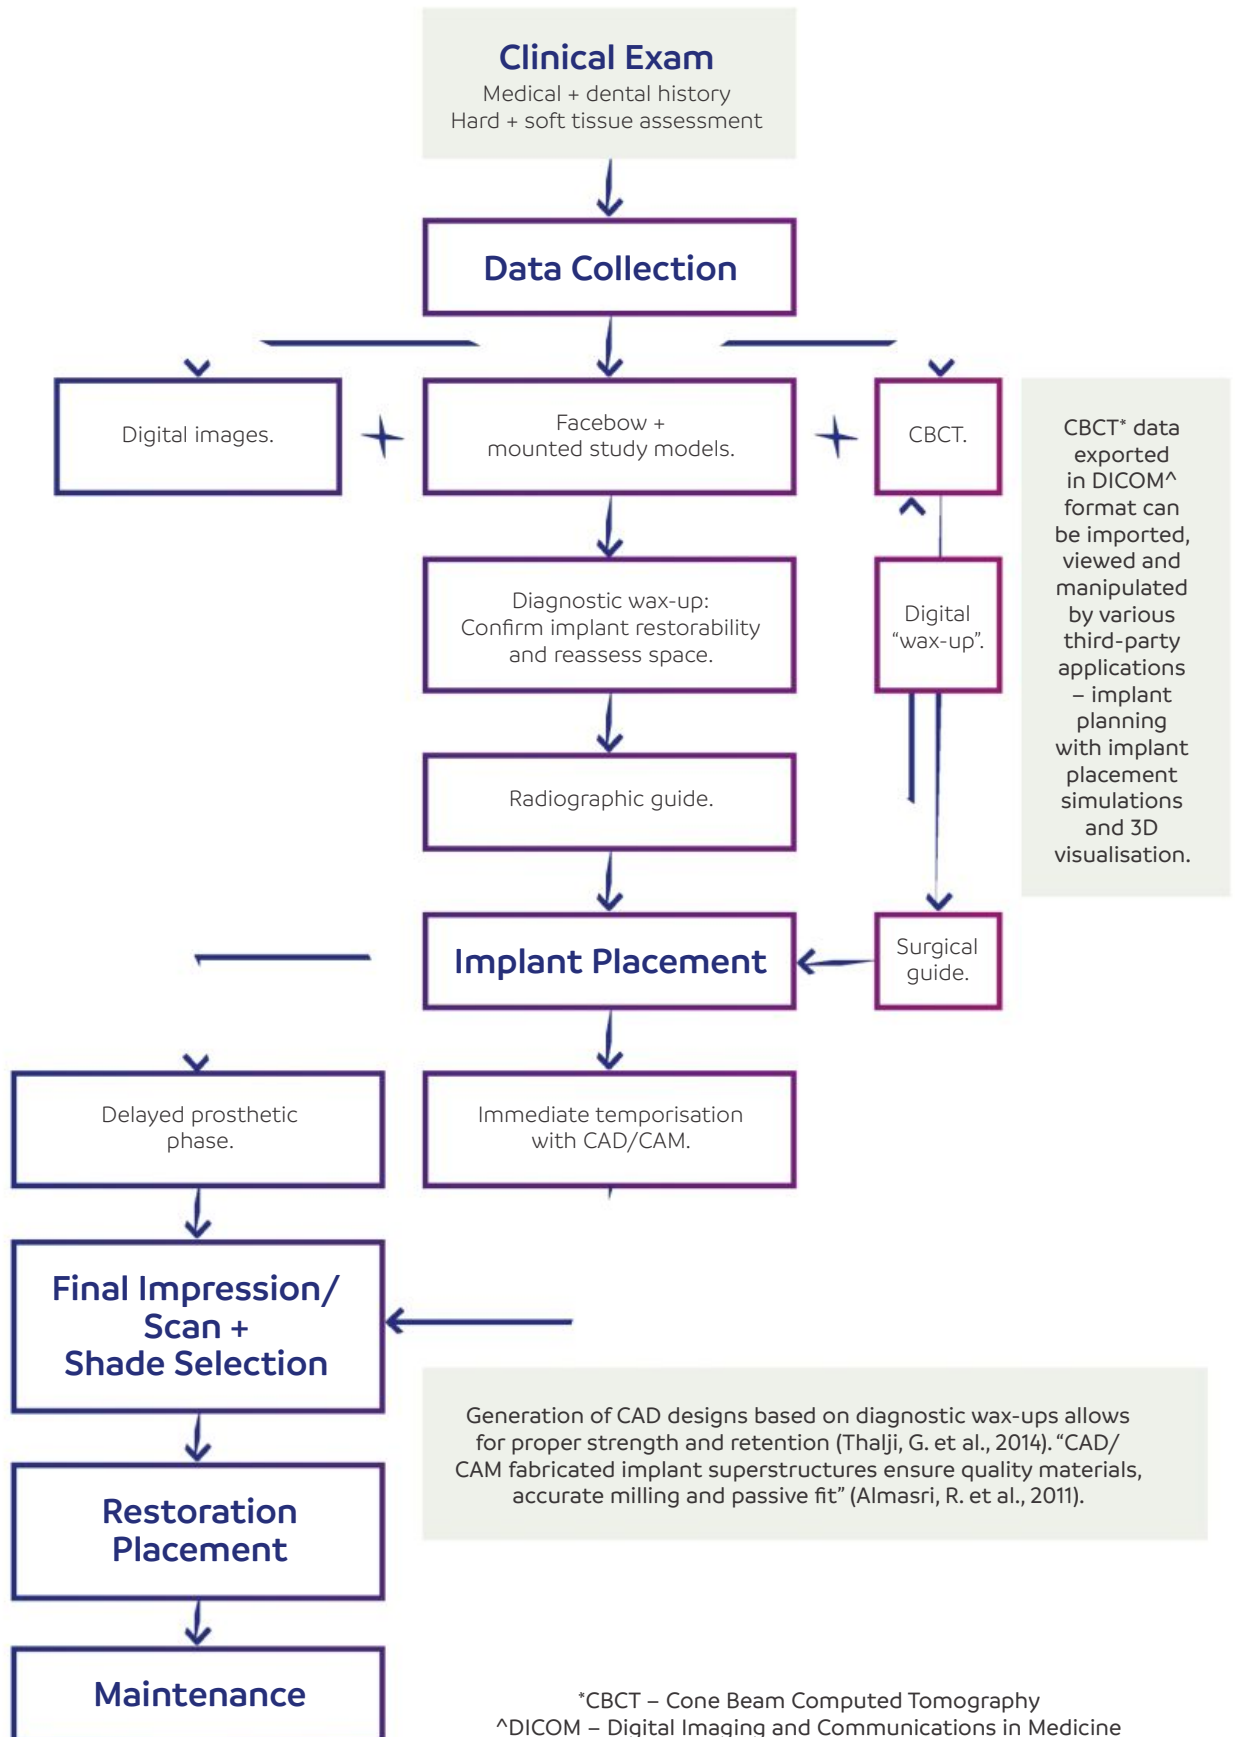 Clinical Exam
Medical + dental history
Hard + soft tissue assessment
Data Collection
Digital images.
Facebow +
mounted study models.
CBCT.
CBCT* data
exported
in DICOM^
format can
be imported,
viewed and
manipulated
by various
third-party
applications
– implant
planning
with implant
placement
simulations
and 3D
visualisation.
Diagnostic wax-up:
Confirm implant restorability
and reassess space.
Digital
“wax-up”.
Radiographic guide.
Implant Placement
Surgical
guide.
Delayed prosthetic
phase.
Immediate temporisation
with CAD/CAM.
Final Impression/
Scan +
Shade Selection
Generation of CAD designs based on diagnostic wax-ups allows
for proper strength and retention (Thalji, G. et al., 2014). “CAD/
CAM fabricated implant superstructures ensure quality materials,
accurate milling and passive fit” (Almasri, R. et al., 2011).
Restoration
Placement
Maintenance
*CBCT – Cone Beam Computed Tomography
^DICOM – Digital Imaging and Communications in Medicine